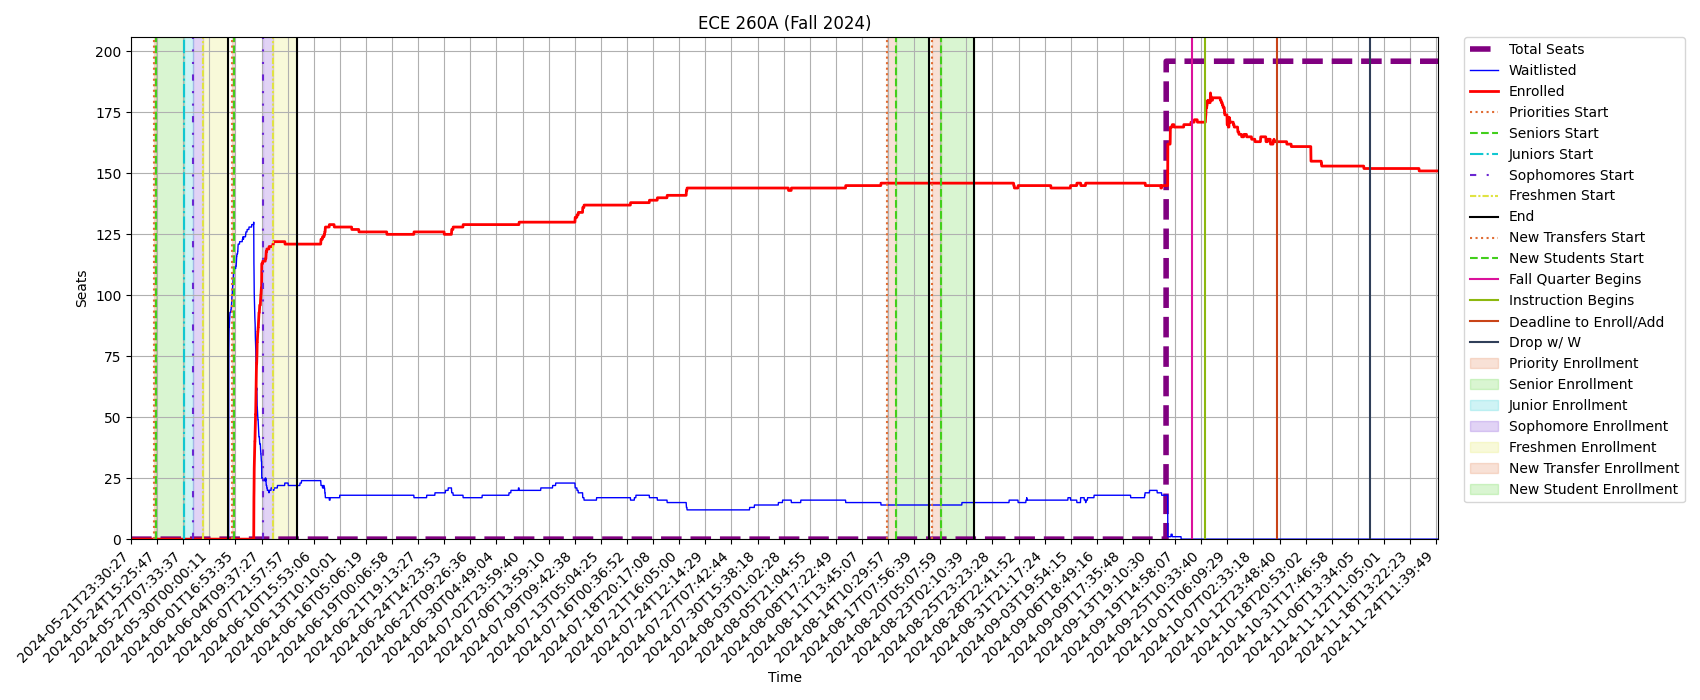 ECE 260A (Fall 2024)
Seats
200
175
150
125
100
75
50
25
0
2024-05-21T23:30:27
2024-05-24T15:25:47
2024-05-27T07:33:37
2024-05-30T00:00:11
2024-06-01T16:53:35
2024-06-04T09:37:27
2024-06-07T21:57:57
2024-06-10T15:53:06
2024-06-13T10:10:01
2024-06-16T05:06:19
2024-06-19T00:06:58
2024-06-21T19:13:27
2024-06-24T14:23:53
2024-06-27T09:26:36
2024-06-30T04:49:04
2024-07-02T23:59:40
2024-07-06T13:59:10
2024-07-09T09:42:38
2024-07-13T05:04:25
2024-07-16T00:36:52
2024-07-18T20:17:08
2024-07-21T16:05:00
2024-07-24T12:14:29
2024-07-27T07:42:44
2024-07-30T15:38:18
2024-08-03T01:02:28
2024-08-05T21:04:55
2024-08-08T17:22:49
2024-08-11T13:45:07
2024-08-14T10:29:57
2024-08-17T07:56:39
2024-08-20T05:07:59
2024-08-23T02:10:39
2024-08-25T23:23:28
2024-08-28T22:41:52
2024-08-31T21:17:24
2024-09-03T19:54:15
2024-09-06T18:49:16
2024-09-09T17:35:48
2024-09-13T19:10:30
2024-09-19T14:58:07
2024-09-25T10:33:40
2024-10-01T06:09:29
2024-10-07T02:33:18
2024-10-12T23:48:40
2024-10-18T20:53:02
2024-10-31T17:46:58
2024-11-06T13:34:05
2024-11-12T11:05:01
2024-11-18T13:22:23
2024-11-24T11:39:49
Time
Total Seats
Waitlisted
Enrolled
Priorities Start
Seniors Start
Juniors Start
Sophomores Start
Freshmen Start
End
New Transfers Start
New Students Start
Fall Quarter Begins
Instruction Begins
Deadline to Enroll/Add
Drop w/ W
Priority Enrollment
Senior Enrollment
Junior Enrollment
Sophomore Enrollment
Freshmen Enrollment
New Transfer Enrollment
New Student Enrollment